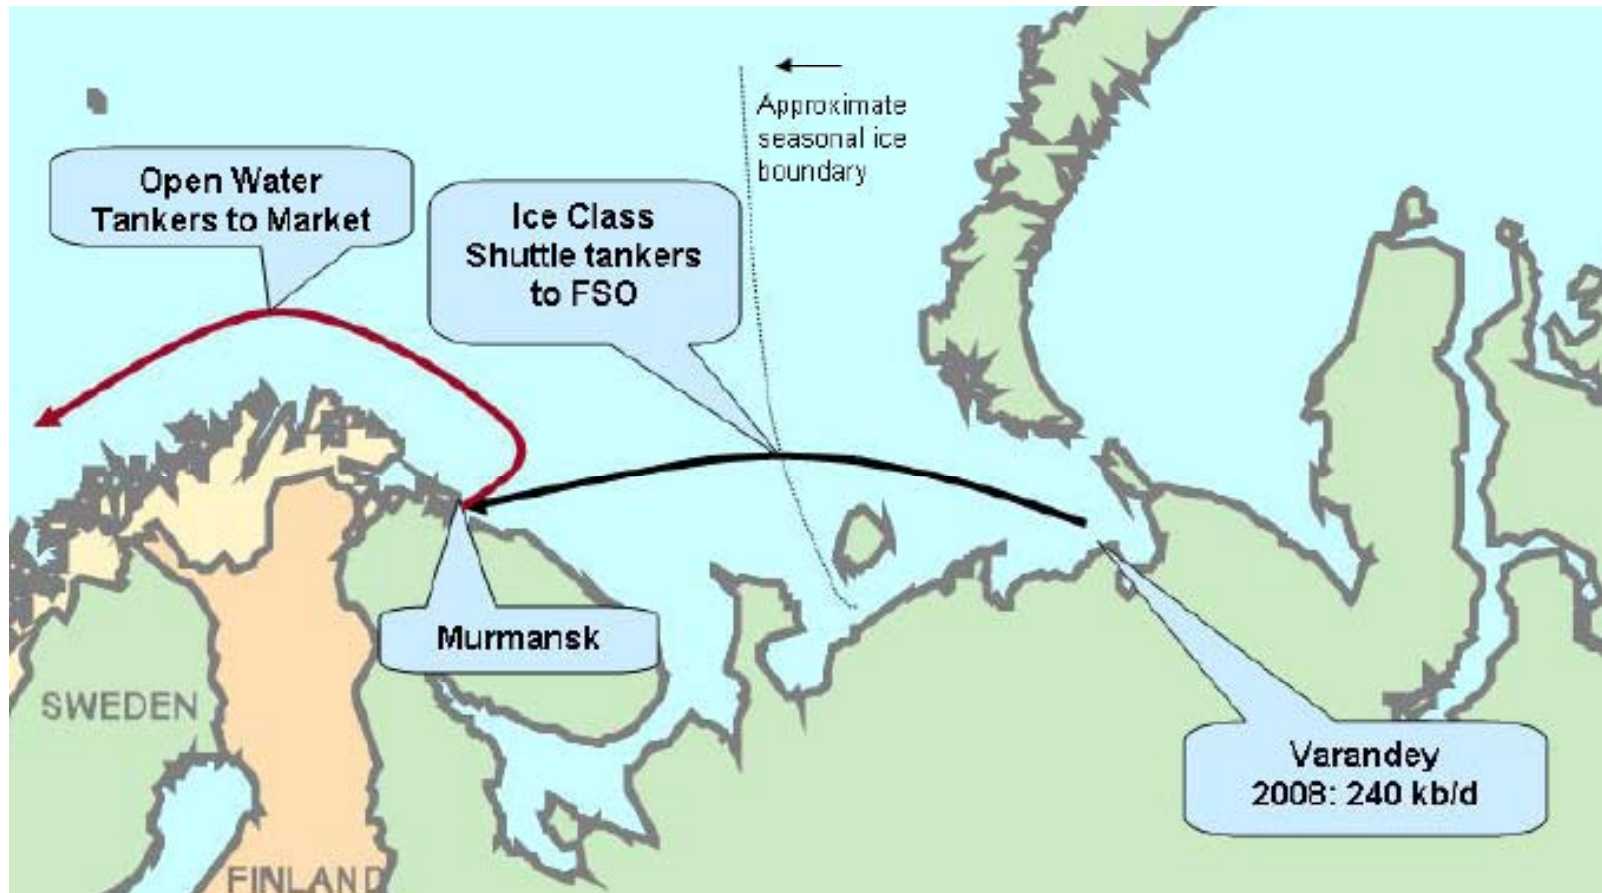 Approximate
seasonal ice
boundary
Open Water
Tankers to Market
Ice Class
Shuttle tankers
to FSO
Murmansk
SWEDEN
Varandey
2008: 240 kb/d
FINLAND